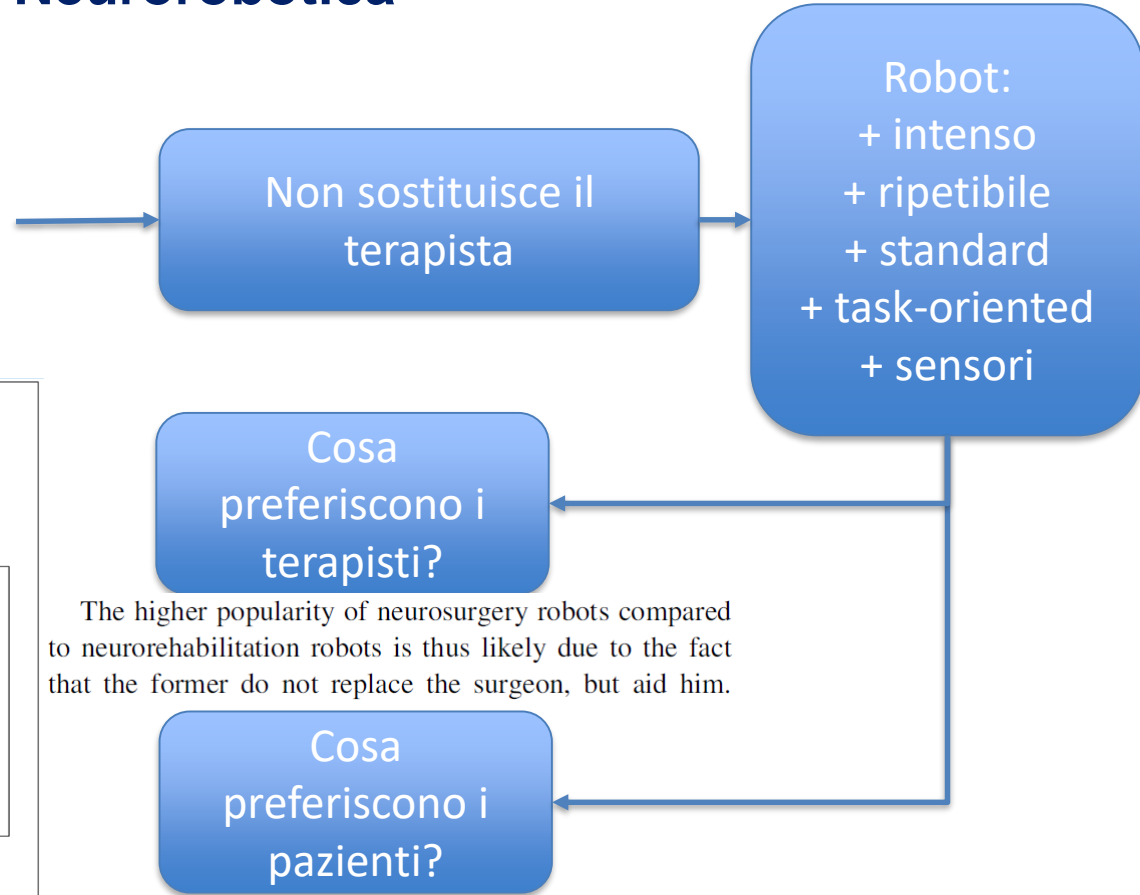 Neurorobotica
Non sostituisce il
terapista
Robot:
+ intenso
+ ripetibile
+ standard
+ task-oriented
+ sensori
Cosa
preferiscono i
terapisti?
The higher popularity of neurosurgery robots compared
to neurorehabilitation robots is thus likely due to the fact
that the former do not replace the surgeon, but aid him.
Cosa
preferiscono i
pazienti?